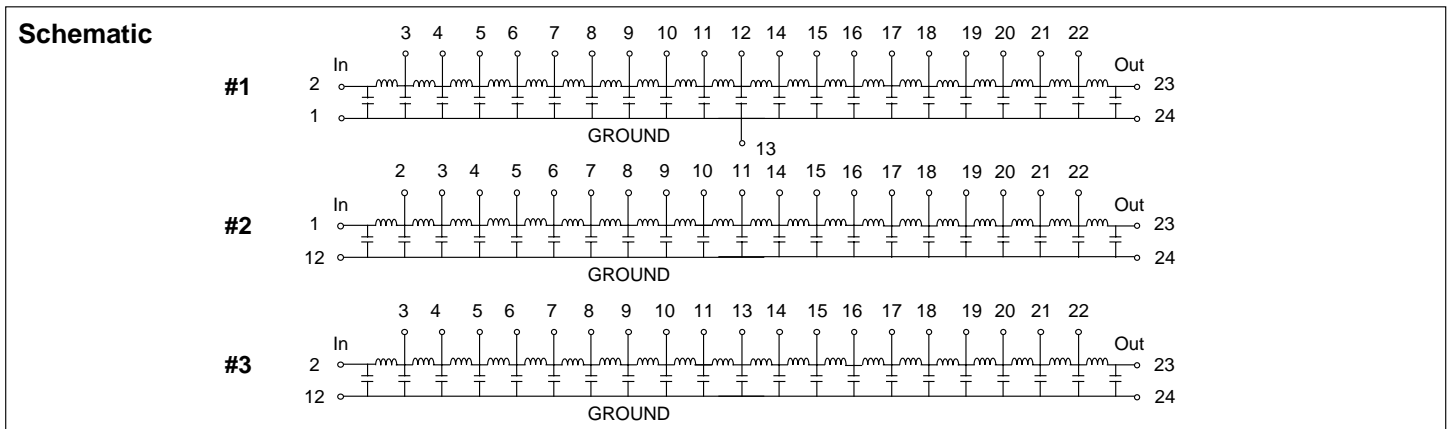 Schematic
3 4 5 6 7 8 9 10 11 12 14 15 16 17 18 19 20 21 22
In Out
#1
2 23
1 24
GROUND
13
2 3 4 5 6 7 8 9 10 11 14 15 16 17 18 19 20 21 22
In Out
#2
1 23
12 24
GROUND
3 4 5 6 7 8 9 10 11 13 14 15 16 17 18 19 20 21 22
In Out
#3
2 23
12 24
GROUND